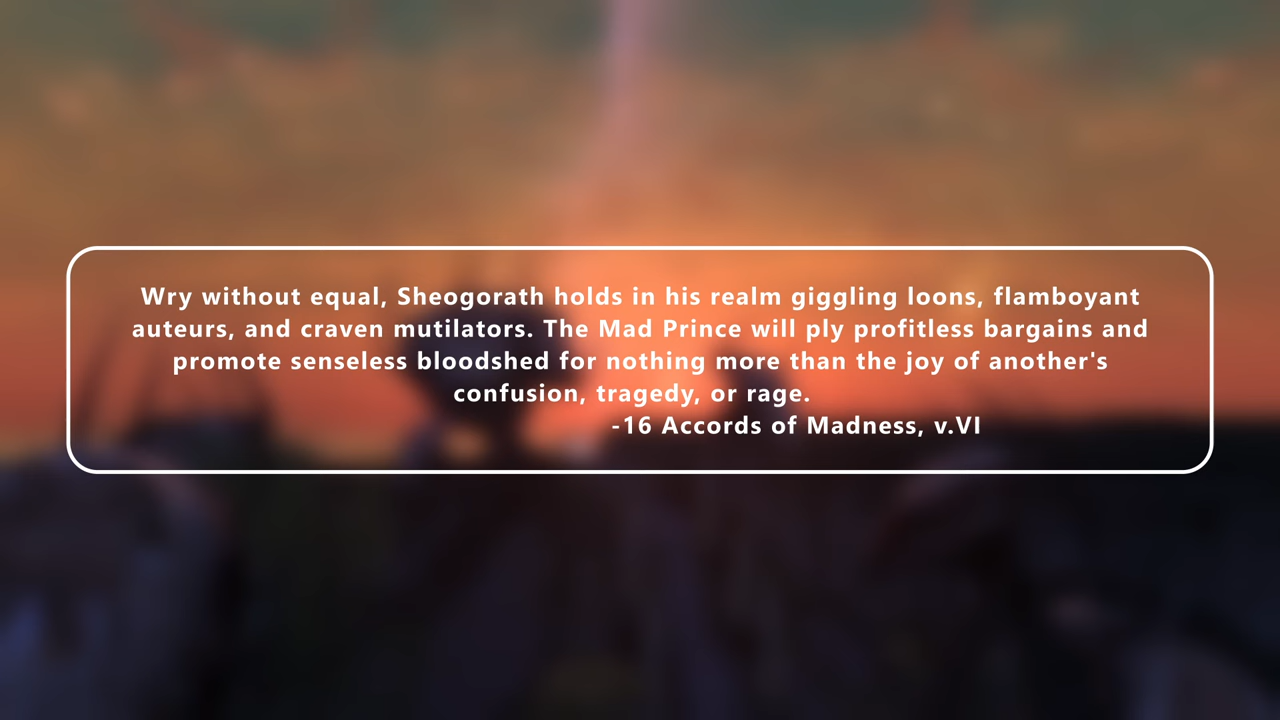 Wry without equal, Sheogorath holds in his realm giggling loons, flamboyant
auteurs, and craven mutilators. The Mad Prince will ply profitless bargains and
promote senseless bloodshed for nothing more than the joy of another's
confusion, tragedy, or rage.
-16 Accords of Madness, v.VI